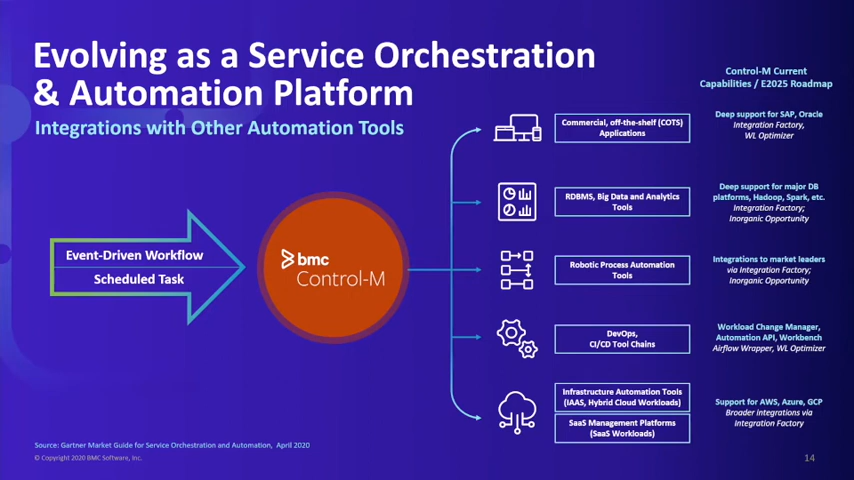 Evolving as a Service Orchestration
& Automation Platform
Integrations with Other Automation Tools
Control-M Current
Capabilities / E2025 Roadmap
Event-Driven Workflow
Scheduled Task
bmc
Control-M
Commercial, off-the-shelf (COTS)
Applications
Deep support for SAP, Oracle
Integration Factory,
WL Optimizer
RDBMS, Big Data and Analytics
Tools
Deep support for major DB
platforms, Hadoop, Spark, etc.
Integration Factory;
Inorganic Opportunity
Robotic Process Automation
Tools
Integrations to market leaders
via Integration Factory;
Inorganic Opportunity
DevOps,
CI/CD Tool Chains
Workload Change Manager,
Automation API, Workbench
Airflow Wrapper, WL Optimizer
Infrastructure Automation Tools
(IAAS, Hybrid Cloud Workloads)
SaaS Management Platforms
(SaaS Workloads)
Support for AWS, Azure, GCP
Broader integrations via
Integration Factory
Source: Gartner Market Guide for Service Orchestration and Automation, April 2020
© Copyright 2020 BMC Software, Inc.
14